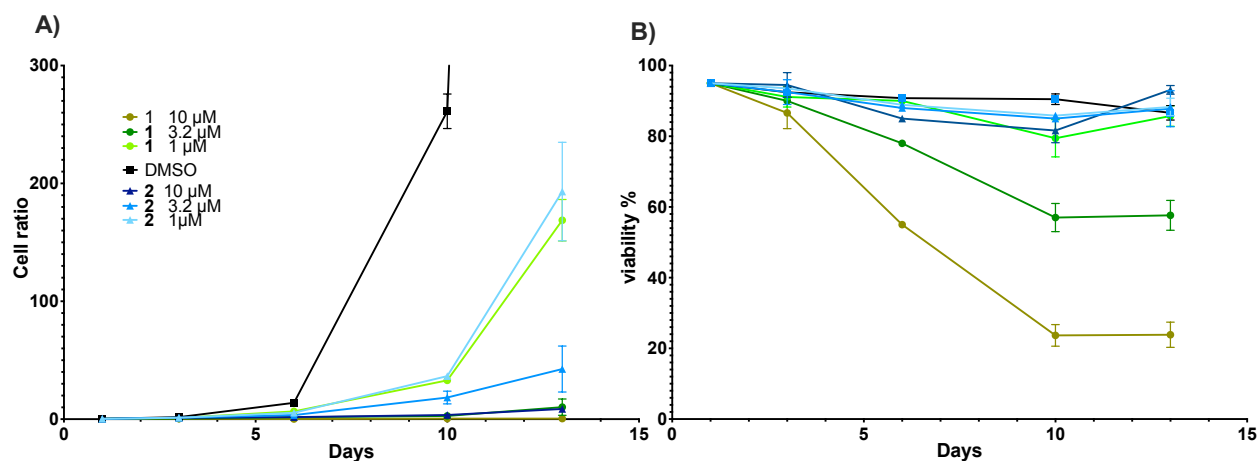 A)
300
200
100
0
0
5
10
15
Cell ratio
Days
1 10 µM
1 3.2 µM
1 1 µM
DMSO
2 10 µM
2 3.2 µM
2 1µM
B)
100
80
60
40
20
0
0
5
10
15
viability %
Days